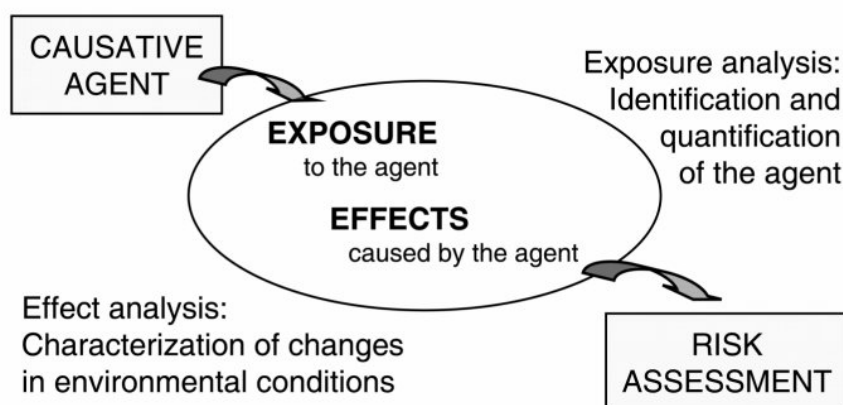 CAUSATIVE
AGENT
Exposure analysis:
Identification and
quantification
of the agent
EXPOSURE
to the agent
EFFECTS
caused by the agent
Effect analysis:
Characterization of changes
in environmental conditions
RISK
ASSESSMENT